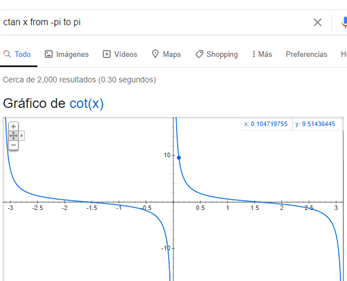 ctan x from -pi to pi
Todo Imágenes Vídeos Maps Shopping Más Preferencias
Cerca de 2,000 resultados (0.30 segundos)
Gráfico de cot(x)
x: 0.104719755 y: 9.51436445
10
-3 -2.5 -2 -1.5 -1 -0.5 0.5 1 1.5 2 2.5 3
-10